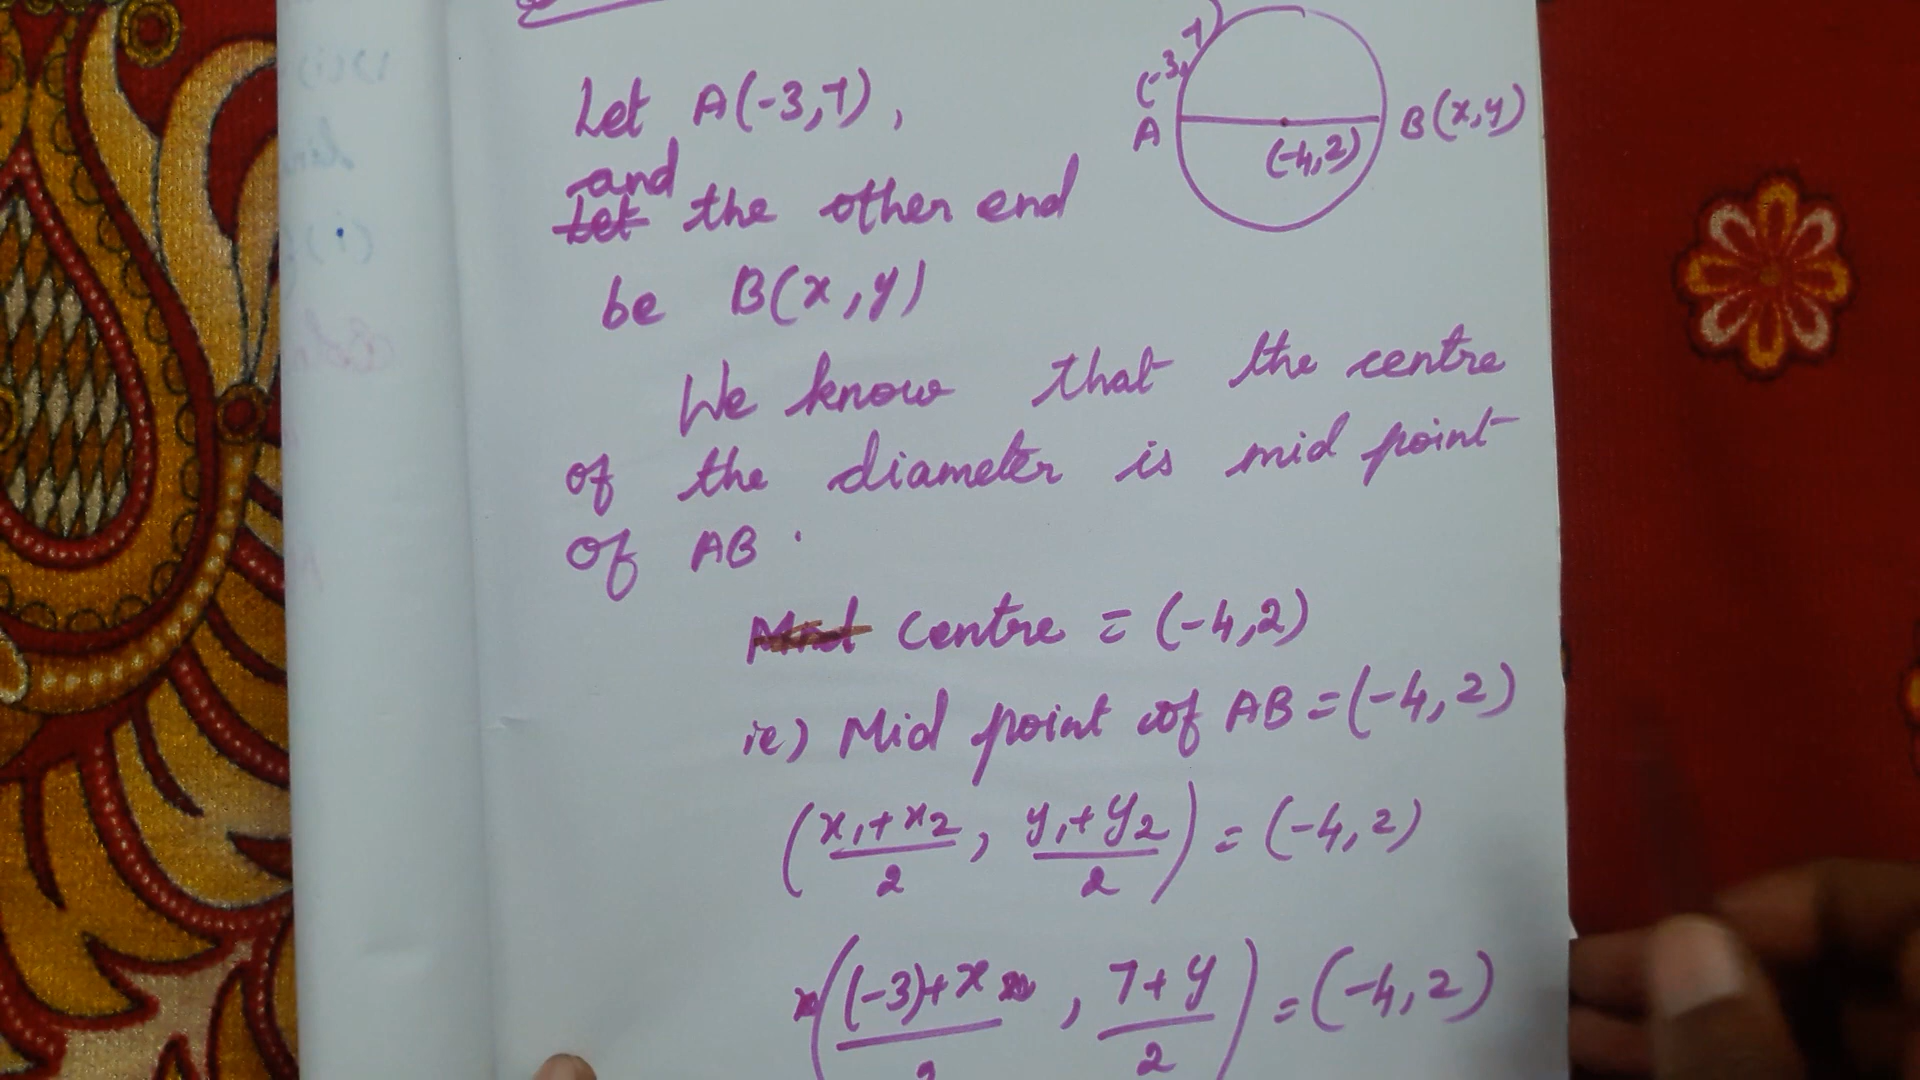 Let A(-3,7),
and
Let the other end
be B(x,y)
(-3,7)
A
(-4,2)
B(x,y)
We know that the centre
of the diameter is mid point
of AB.
Mid Centre = (-4,2)
ie) Mid point of AB = (-4,2)
(x₁+x₂/2, y₁+y₂/2) = (-4,2)
((-3)+x/2, 7+y/2) = (-4,2)